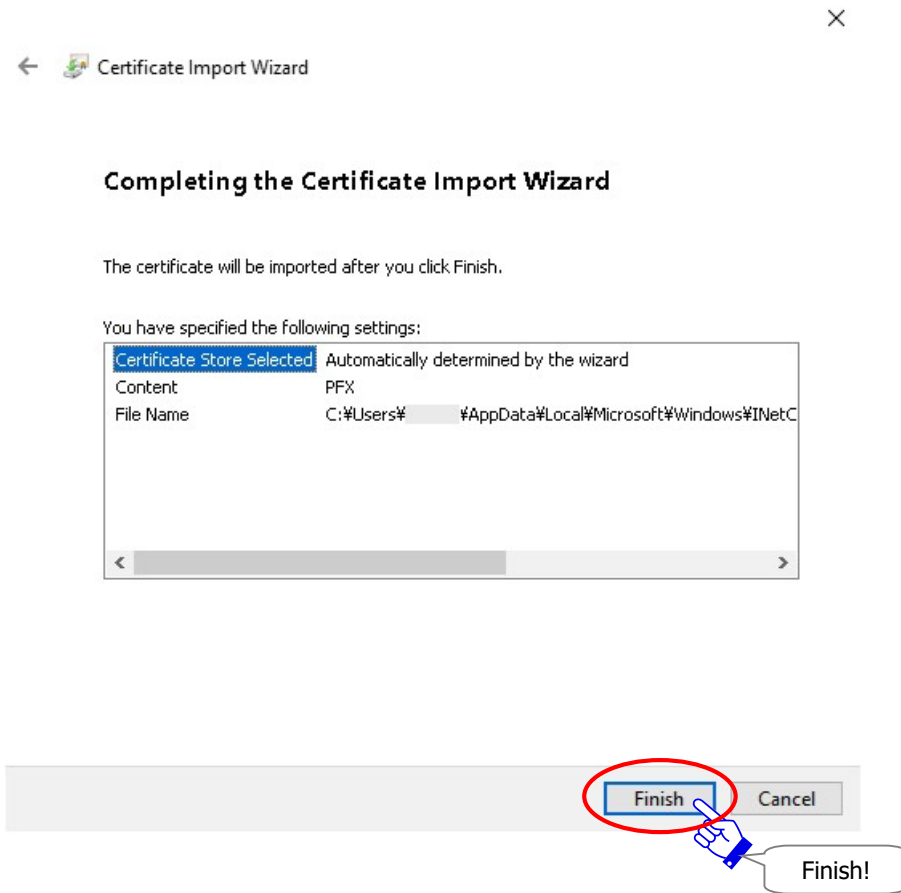 Certificate Import Wizard
Completing the Certificate Import Wizard
The certificate will be imported after you click Finish.
You have specified the following settings:
Certificate Store Selected Automatically determined by the wizard
Content PFX
File Name C:¥Users¥ ¥AppData¥Local¥Microsoft¥Windows¥INetC
Finish Cancel
Finish!